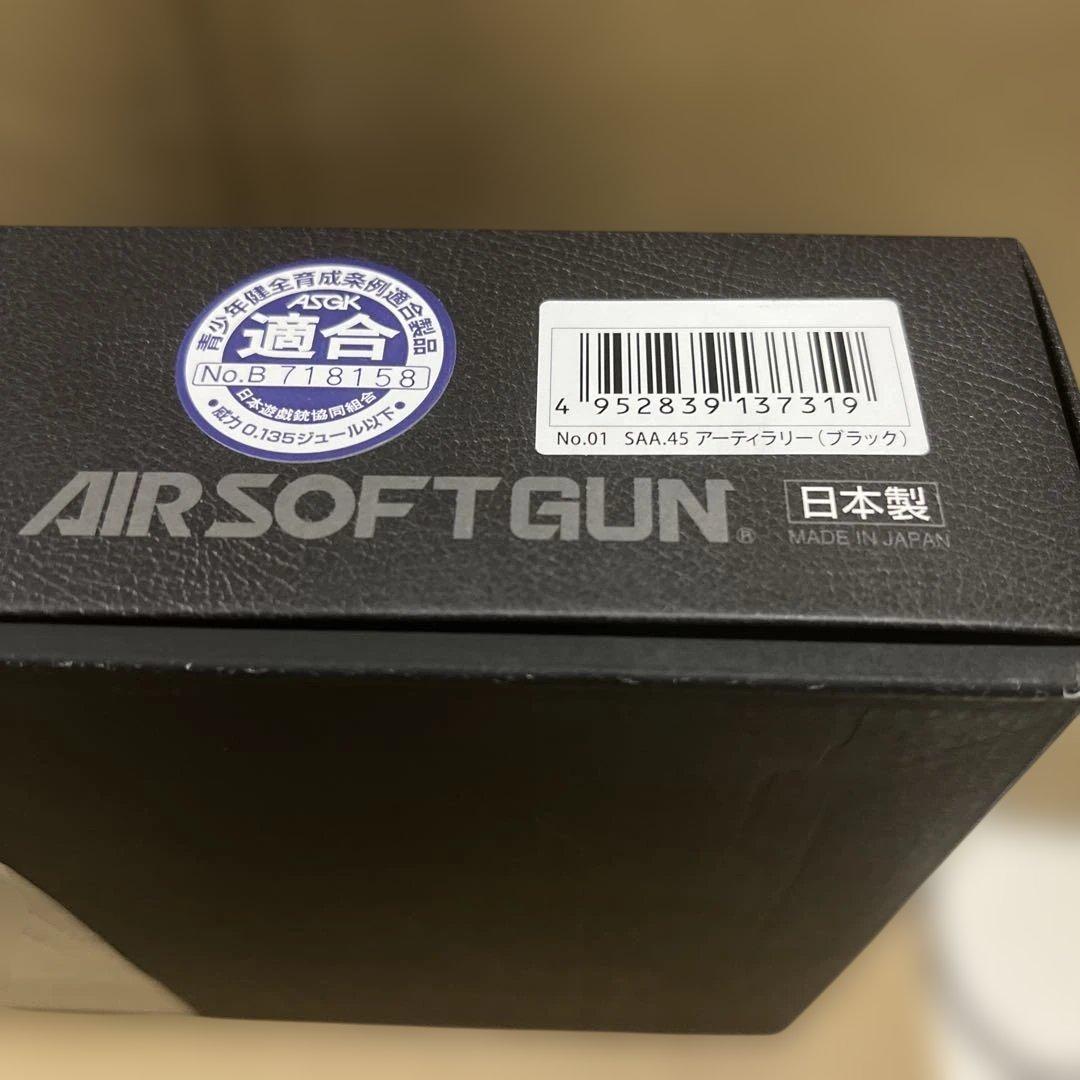 青少年健全育成条例適合製品
ASGK
適合
No.B 718158
日本遊戯銃協同組合
・威力0.135ジュール以下・
4 952839 137319
No.01 SAA.45 アーティラリー（ブラック）
AIRSOFTGUN®
日本製
MADE IN JAPAN